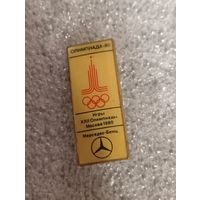 ОЛИМПИАДА-80
Игры
XXII Олимпиады
Москва 1980
Мерседес-Бенц